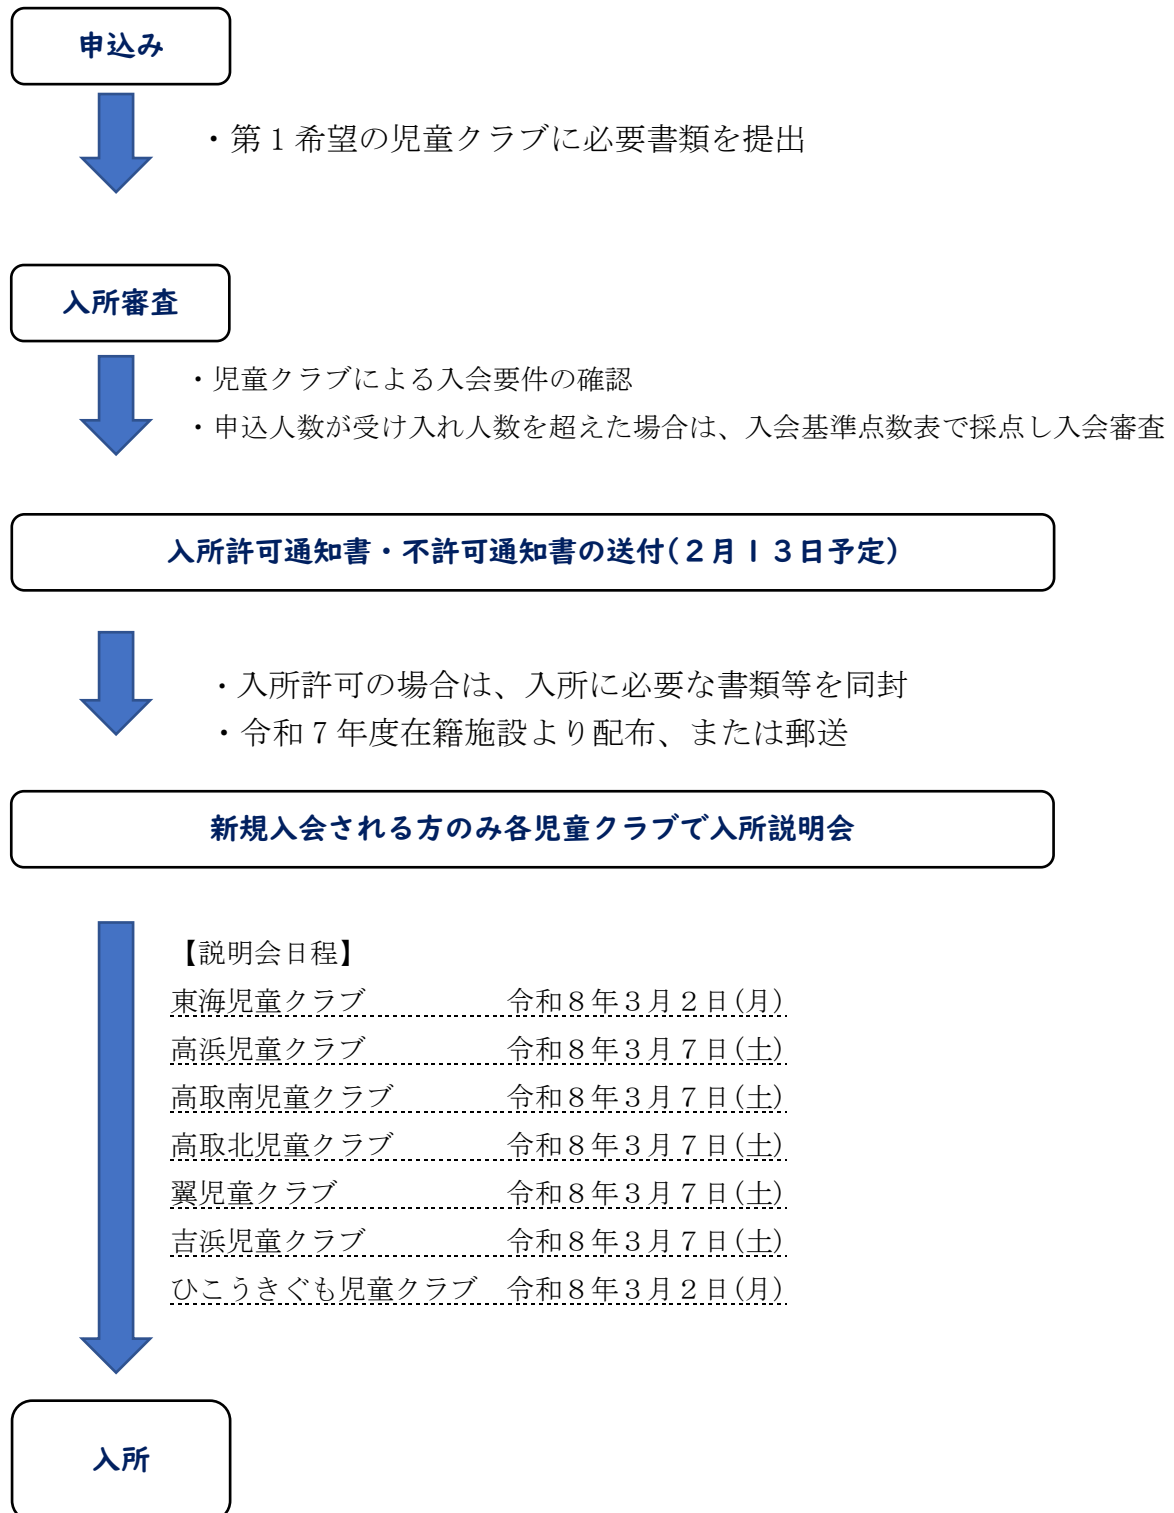 申込み
・第１希望の児童クラブに必要書類を提出
入所審査
・児童クラブによる入会要件の確認
・申込人数が受け入れ人数を超えた場合は、入会基準点数表で採点し入会審査
入所許可通知書・不許可通知書の送付(２月１３日予定)
・入所許可の場合は、入所に必要な書類等を同封
・令和７年度在籍施設より配布、または郵送
新規入会される方のみ各児童クラブで入所説明会
【説明会日程】
東海児童クラブ　　　　　令和８年３月２日(月)
高浜児童クラブ　　　　　令和８年３月７日(土)
高取南児童クラブ　　　　令和８年３月７日(土)
高取北児童クラブ　　　　令和８年３月７日(土)
翼児童クラブ　　　　　　令和８年３月７日(土)
吉浜児童クラブ　　　　　令和８年３月７日(土)
ひこうきぐも児童クラブ　令和８年３月２日(月)
入所